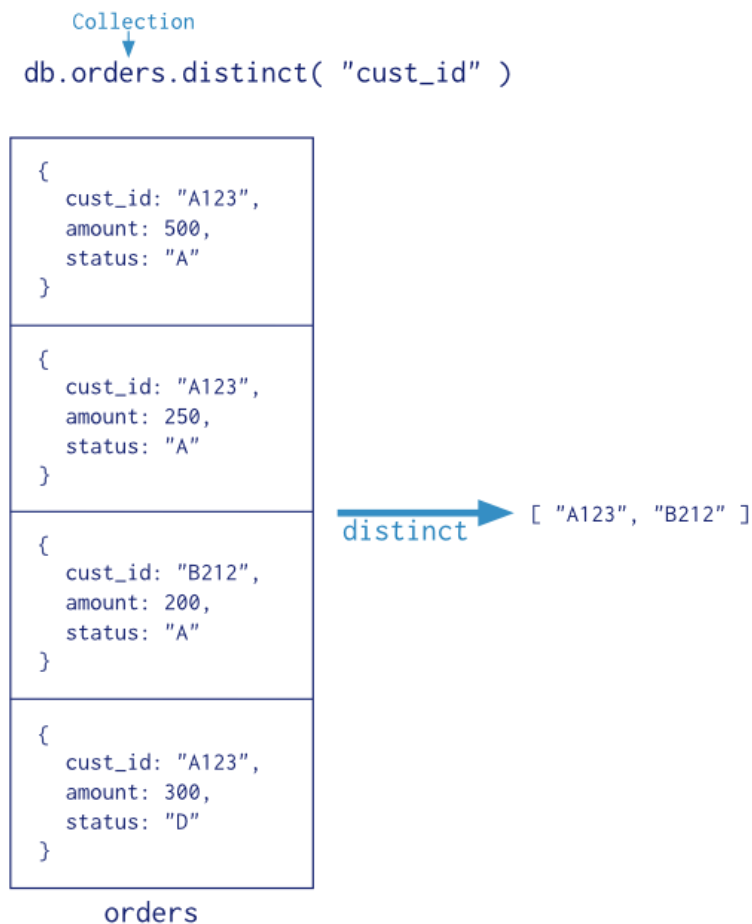 Collection
db.orders.distinct( "cust_id" )
{
cust_id: "A123",
amount: 500,
status: "A"
}
{
cust_id: "A123",
amount: 250,
status: "A"
}
{
cust_id: "B212",
amount: 200,
status: "A"
}
{
cust_id: "A123",
amount: 300,
status: "D"
}
orders
distinct
[ "A123", "B212" ]